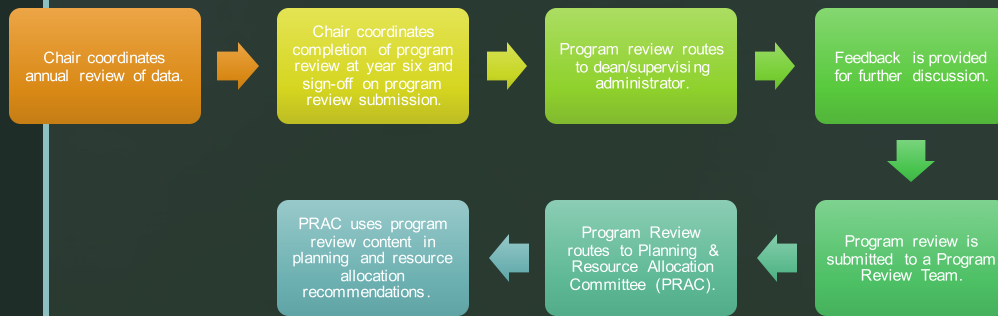 Chair coordinates
annual review of data.
Chair coordinates
completion of program
review at year six and
sign-off on program
review submission.
Program review routes
to dean/supervising
administrator.
Feedback is provided
for further discussion.
Program review is
submitted to a Program
Review Team.
Program Review
routes to Planning &
Resource Allocation
Committee (PRAC).
PRAC uses program
review content in
planning and resource
allocation
recommendations.